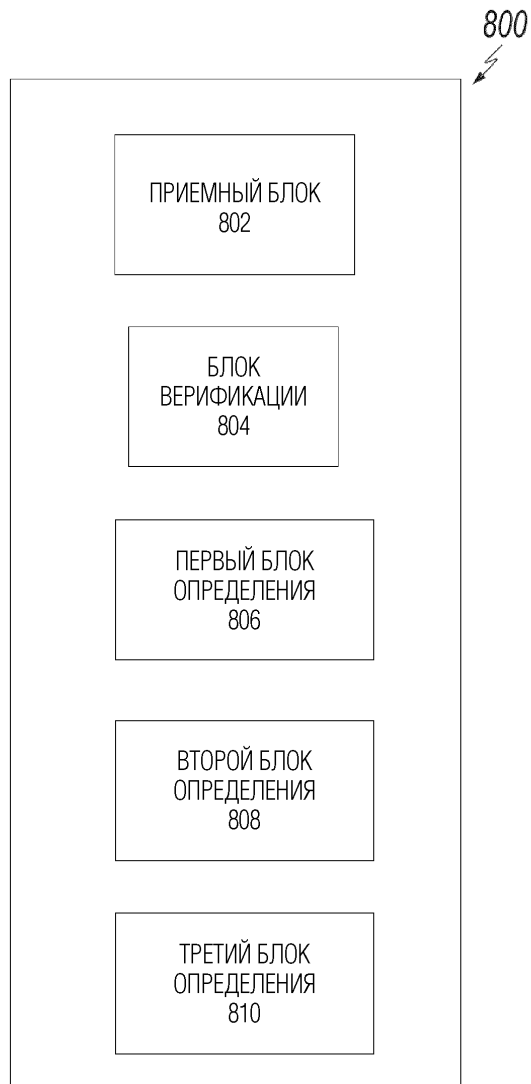 800
ПРИЕМНЫЙ БЛОК
802
БЛОК
ВЕРИФИКАЦИИ
804
ПЕРВЫЙ БЛОК
ОПРЕДЕЛЕНИЯ
806
ВТОРОЙ БЛОК
ОПРЕДЕЛЕНИЯ
808
ТРЕТИЙ БЛОК
ОПРЕДЕЛЕНИЯ
810